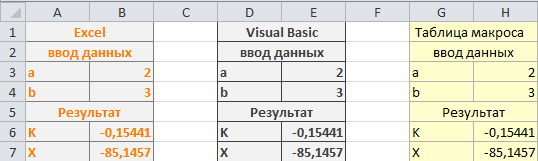 A B C D E F G H
1 Excel Visual Basic Таблица макроса
2 ввод данных ввод данных ввод данных
3 a 2 a 2 a 2
4 b 3 b 3 b 3
5 Результат Результат Результат
6 K -0,15441 K -0,15441 K -0,15441
7 X -85,1457 X -85,1457 X -85,1457